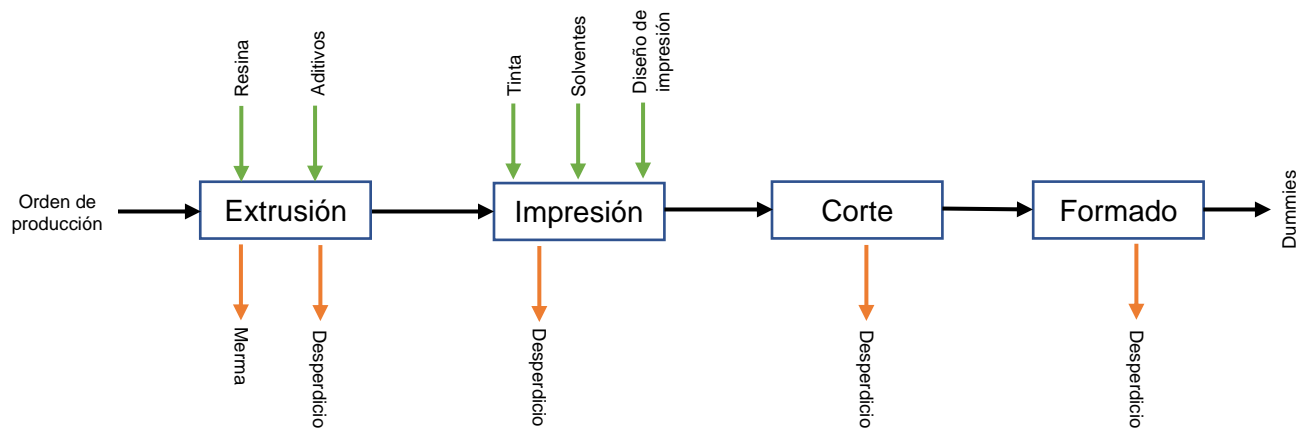 Resina
Aditivos
Tinta
Solventes
Diseño de
impresión
Orden de
producción
Extrusión
Impresión
Corte
Formado
Dummies
Merma
Desperdicio
Desperdicio
Desperdicio
Desperdicio